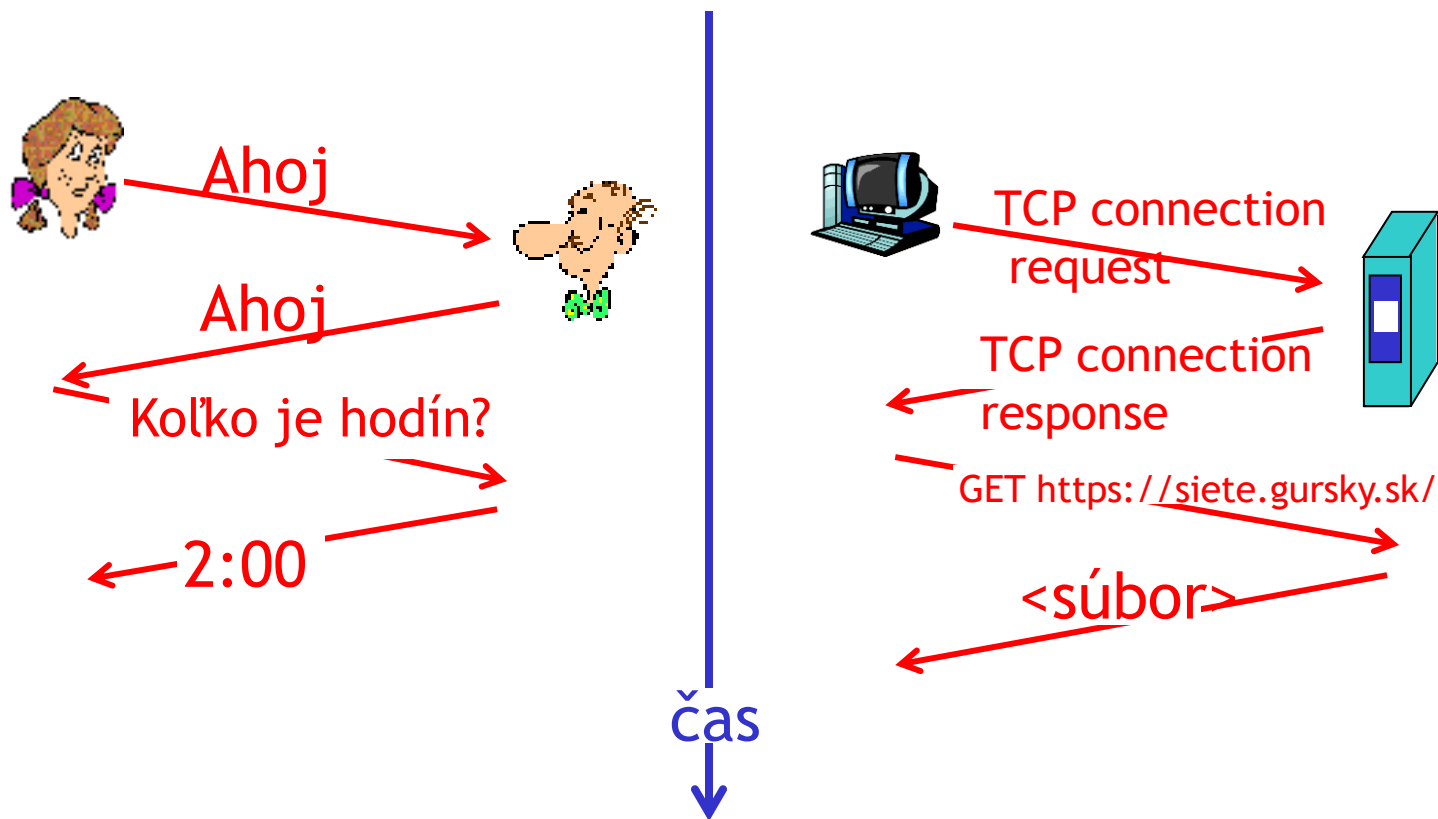 Ahoj
Ahoj
Koľko je hodín?
2:00
TCP connection
request
TCP connection
response
GET https://siete.gursky.sk/
<súbor>
čas